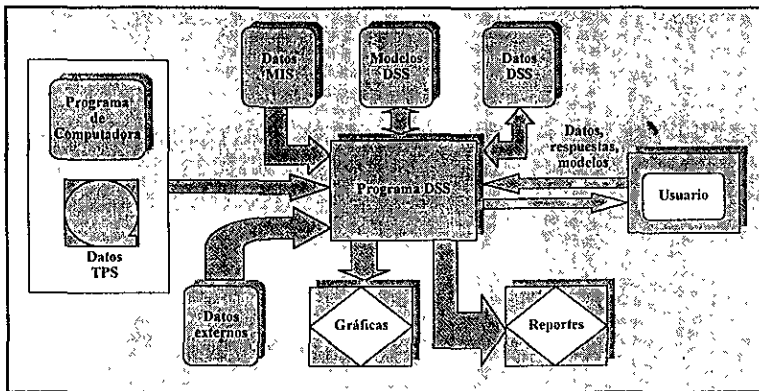 Datos
MIS
Modelos
DSS
Datos
DSS
Programa
de
Computadora
Datos
TPS
Datos,
respuestas,
modelos
Programa DSS
Usuario
Datos
externos
Gráficas
Reportes